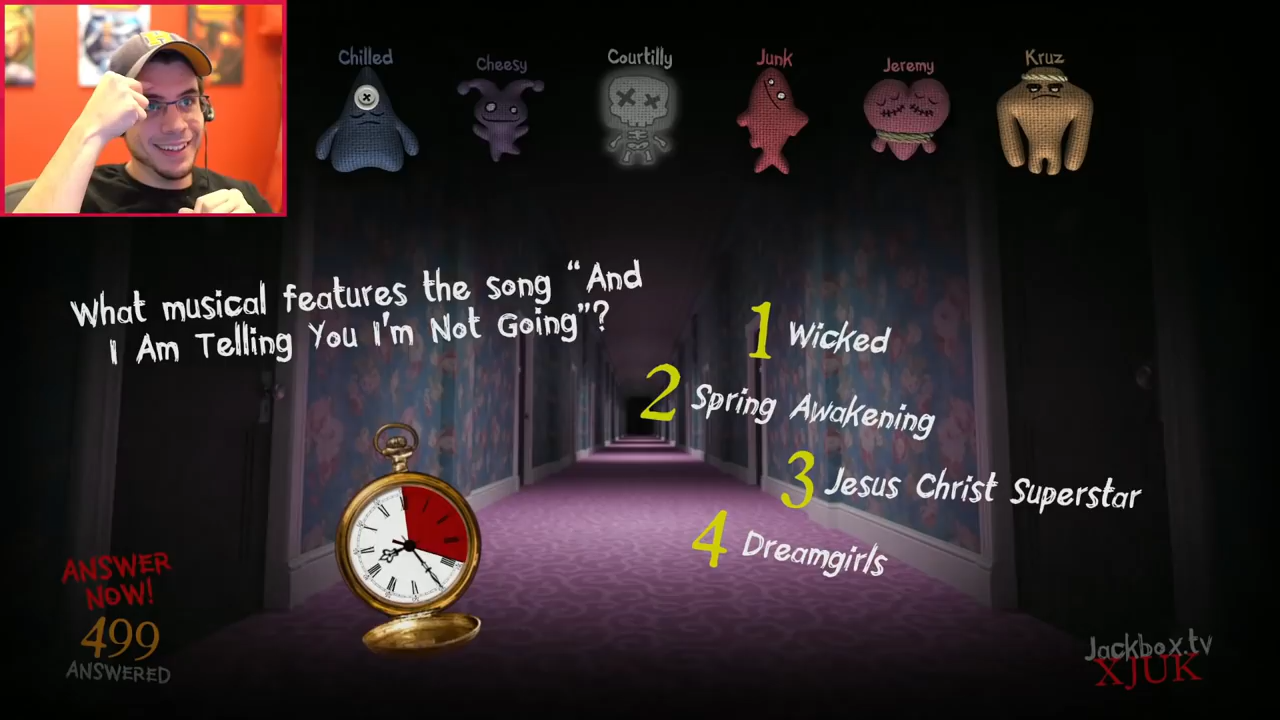 Chilled
Cheesy
Courtilly
Junk
Jeremy
Kruz
What musical features the song "And
I Am Telling You I'm Not Going"?
1 Wicked
2 Spring Awakening
3 Jesus Christ Superstar
4 Dreamgirls
ANSWER
NOW!
499
ANSWERED
Jackbox.tv
XJUK